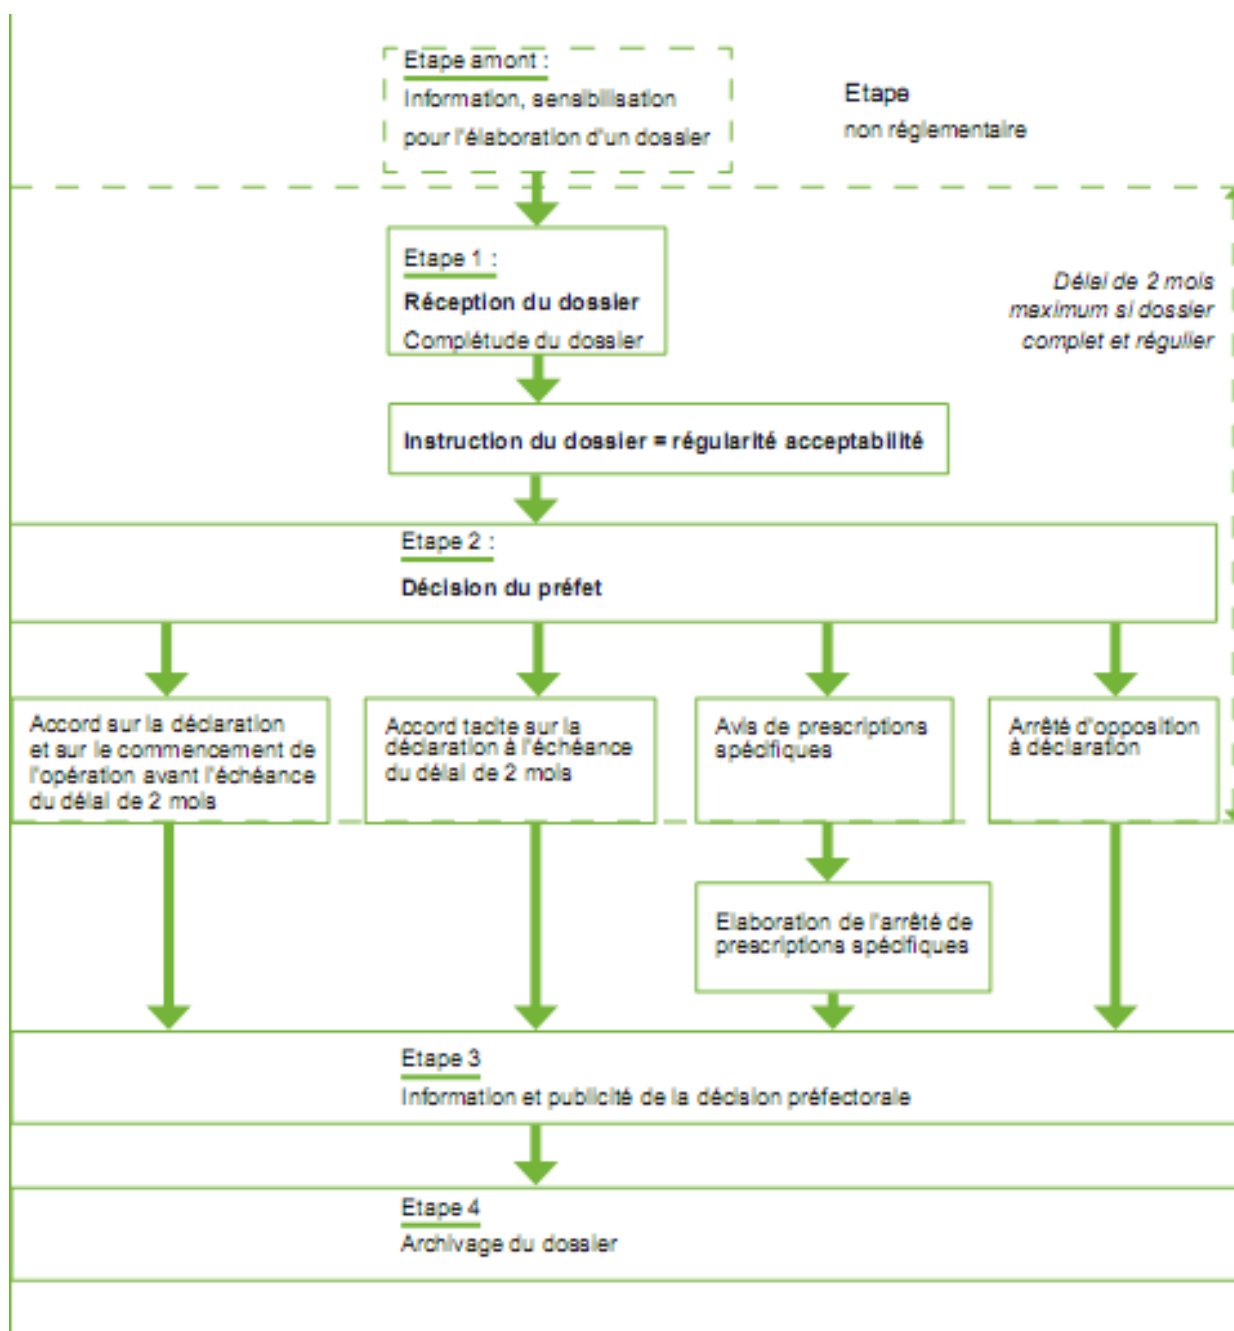 Etape amont :
Information, sensibilisation
pour l'élaboration d'un dossier
Etape
non réglementaire
Etape 1 :
Réception du dossier
Complétude du dossier
Délai de 2 mois
maximum si dossier
complet et régulier
Instruction du dossier = régularité acceptabilité
Etape 2 :
Décision du préfet
Accord sur la déclaration
et sur le commencement de
l'opération avant l'échéance
du délai de 2 mois
Accord tacite sur la
déclaration à l'échéance
du délai de 2 mois
Avis de prescriptions
spécifiques
Arrêté d'opposition
à déclaration
Elaboration de l'arrêté de
prescriptions spécifiques
Etape 3
Information et publicité de la décision préfectorale
Etape 4
Archivage du dossier